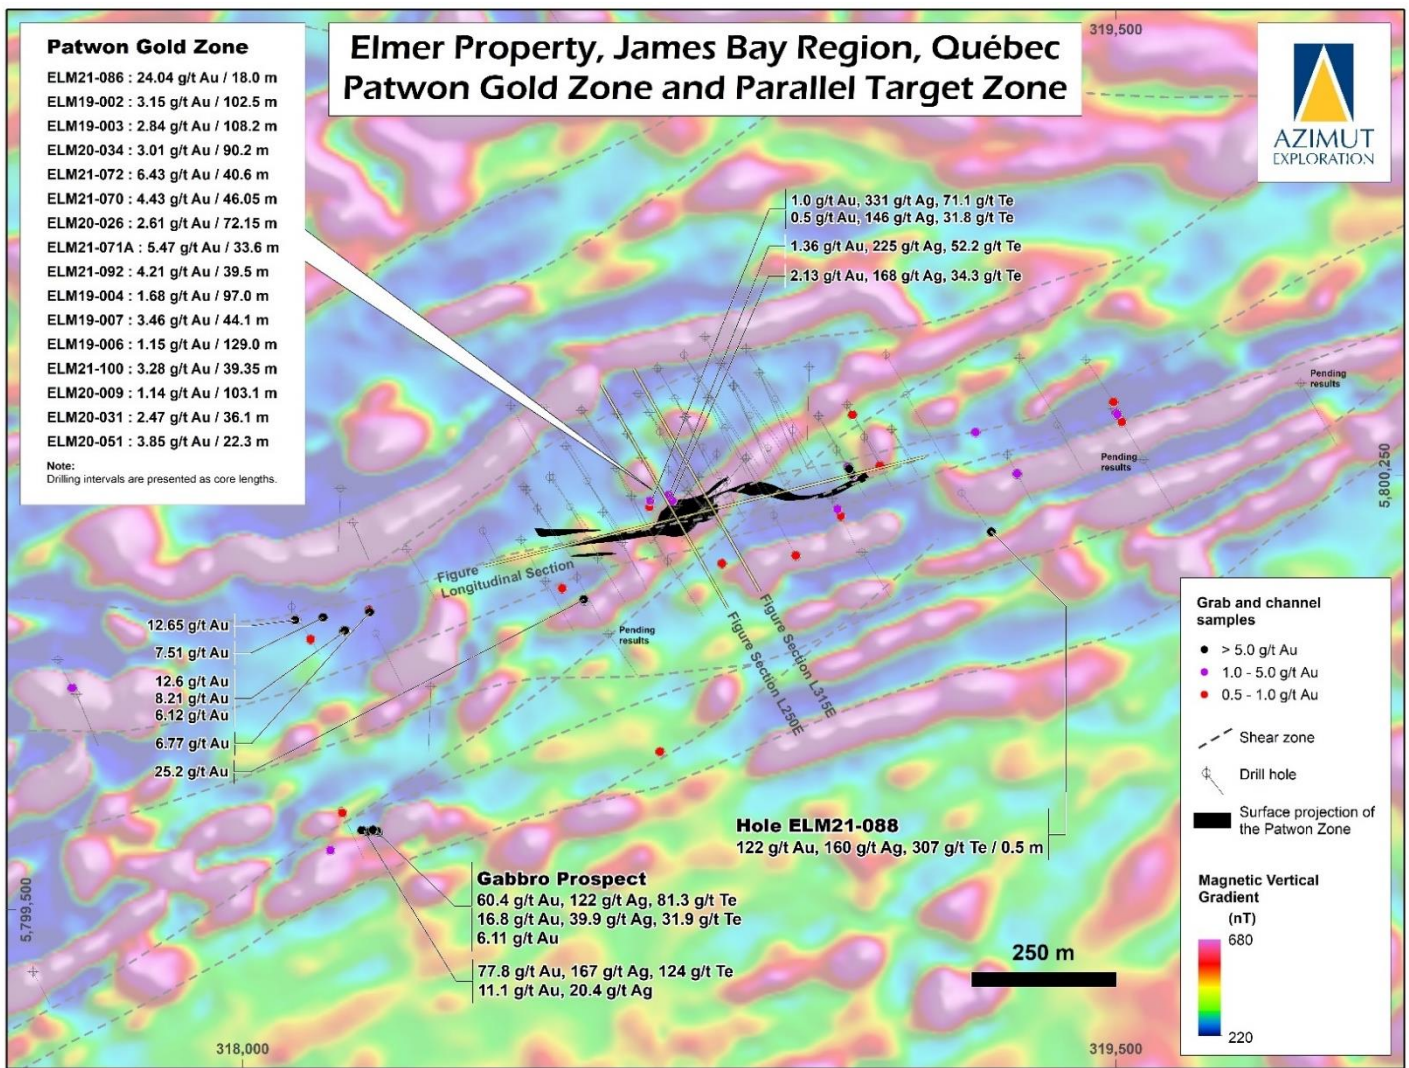 Elmer Property, James Bay Region, Québec
Patwon Gold Zone and Parallel Target Zone
319,500
AZIMUT
EXPLORATION
Patwon Gold Zone
ELM21-086 : 24.04 g/t Au / 18.0 m
ELM19-002 : 3.15 g/t Au / 102.5 m
ELM19-003 : 2.84 g/t Au / 108.2 m
ELM20-034 : 3.01 g/t Au / 90.2 m
ELM21-072 : 6.43 g/t Au / 40.6 m
ELM21-070 : 4.43 g/t Au / 46.05 m
ELM20-026 : 2.61 g/t Au / 72.15 m
ELM21-071A : 5.47 g/t Au / 33.6 m
ELM21-092 : 4.21 g/t Au / 39.5 m
ELM19-004 : 1.68 g/t Au / 97.0 m
ELM19-007 : 3.46 g/t Au / 44.1 m
ELM19-006 : 1.15 g/t Au / 129.0 m
ELM21-100 : 3.28 g/t Au / 39.35 m
ELM20-009 : 1.14 g/t Au / 103.1 m
ELM20-031 : 2.47 g/t Au / 36.1 m
ELM20-051 : 3.85 g/t Au / 22.3 m
Note:
Drilling intervals are presented as core lengths.
1.0 g/t Au, 331 g/t Ag, 71.1 g/t Te
0.5 g/t Au, 146 g/t Ag, 31.8 g/t Te
1.36 g/t Au, 225 g/t Ag, 52.2 g/t Te
2.13 g/t Au, 168 g/t Ag, 34.3 g/t Te
Pending
results
Pending
results
5,800,250
Figure
Longitudinal Section
Pending
results
Figure Section L250E
Figure Section L315E
12.65 g/t Au
7.51 g/t Au
12.6 g/t Au
8.21 g/t Au
6.12 g/t Au
6.77 g/t Au
25.2 g/t Au
Hole ELM21-088
122 g/t Au, 160 g/t Ag, 307 g/t Te / 0.5 m
Gabbro Prospect
60.4 g/t Au, 122 g/t Ag, 81.3 g/t Te
16.8 g/t Au, 39.9 g/t Ag, 31.9 g/t Te
6.11 g/t Au
77.8 g/t Au, 167 g/t Ag, 124 g/t Te
11.1 g/t Au, 20.4 g/t Ag
5,799,500
250 m
318,000
319,500
Grab and channel
samples
> 5.0 g/t Au
1.0 - 5.0 g/t Au
0.5 - 1.0 g/t Au
Shear zone
Drill hole
Surface projection of
the Patwon Zone
Magnetic Vertical
Gradient
(nT)
680
220